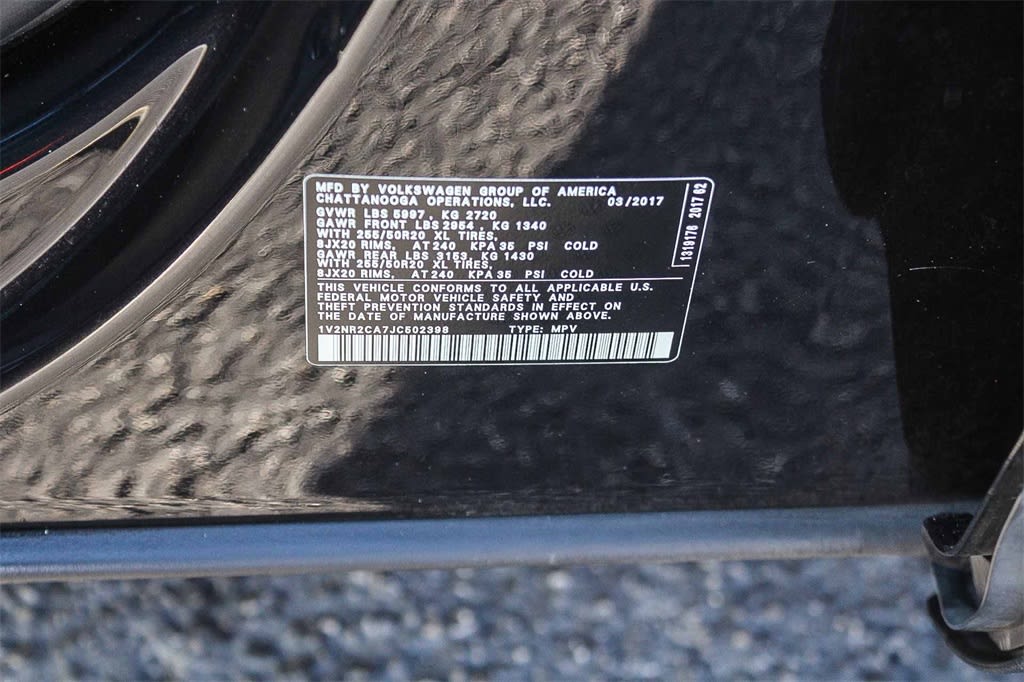 MFD BY VOLKSWAGEN GROUP OF AMERICA
CHATTANOOGA OPERATIONS, LLC. 03/2017
GVWR LBS 5997, KG 2720
GAWR FRONT LBS 2954, KG 1340
WITH 255/50R20 XL TIRES,
8JX20 RIMS, AT 240 KPA 35 PSI COLD
GAWR REAR LBS 3153, KG 1430
WITH 255/50R20 XL TIRES,
8JX20 RIMS, AT 240 KPA 35 PSI COLD
THIS VEHICLE CONFORMS TO ALL APPLICABLE U.S.
FEDERAL MOTOR VEHICLE SAFETY AND
THEFT PREVENTION STANDARDS IN EFFECT ON
THE DATE OF MANUFACTURE SHOWN ABOVE.
1V2NR2CA7JC502398 TYPE: MPV
1319176 2017 62